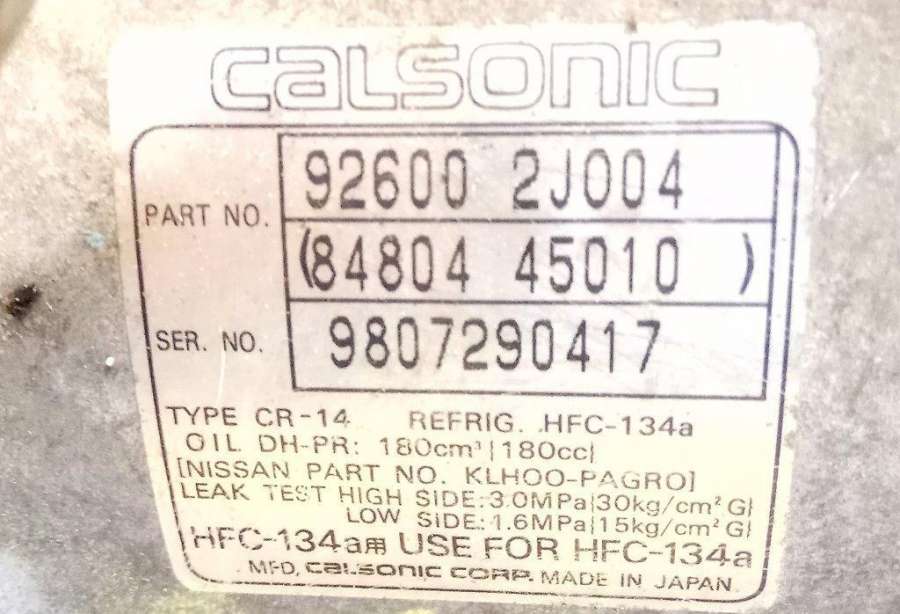 CALSONIC
PART NO. 92600 2J004
(84804 45010 )
SER. NO. 9807290417
TYPE CR-14 REFRIG. HFC-134a
OIL DH-PR: 180cm³{180cc}
[NISSAN PART NO. KLH00-PAGR0]
LEAK TEST HIGH SIDE: 3.0MPa{30kg/cm² G}
LOW SIDE: 1.6MPa{15kg/cm² G}
HFC-134a用 USE FOR HFC-134a
MFD, CALSONIC CORP. MADE IN JAPAN